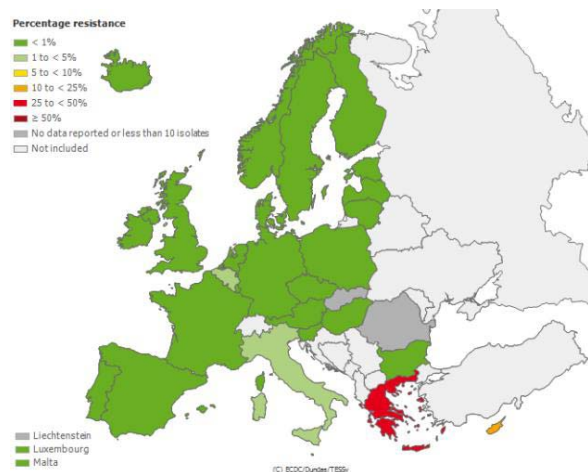 Percentage resistance
< 1%
1 to < 5%
5 to < 10%
10 to < 25%
25 to < 50%
≥ 50%
No data reported or less than 10 isolates
Not included
Liechtenstein
Luxembourg
Malta
(C) ECDC/Dundas/TESSy